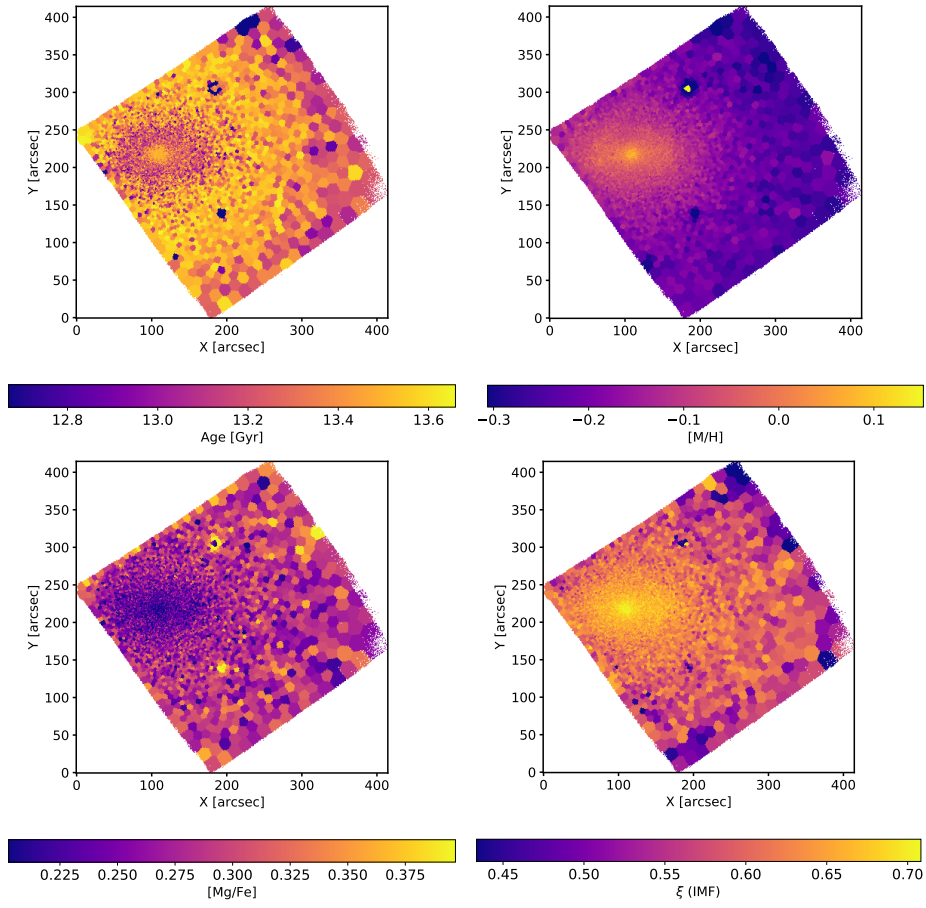 400
350
300
250
200
150
100
50
0
Y [arcsec]
0 100 200 300 400
X [arcsec]
12.8 13.0 13.2 13.4 13.6
Age [Gyr]
400
350
300
250
200
150
100
50
0
Y [arcsec]
0 100 200 300 400
X [arcsec]
−0.3 −0.2 −0.1 0.0 0.1
[M/H]
400
350
300
250
200
150
100
50
0
Y [arcsec]
0 100 200 300 400
X [arcsec]
0.225 0.250 0.275 0.300 0.325 0.350 0.375
[Mg/Fe]
400
350
300
250
200
150
100
50
0
Y [arcsec]
0 100 200 300 400
X [arcsec]
0.45 0.50 0.55 0.60 0.65 0.70
ξ (IMF)